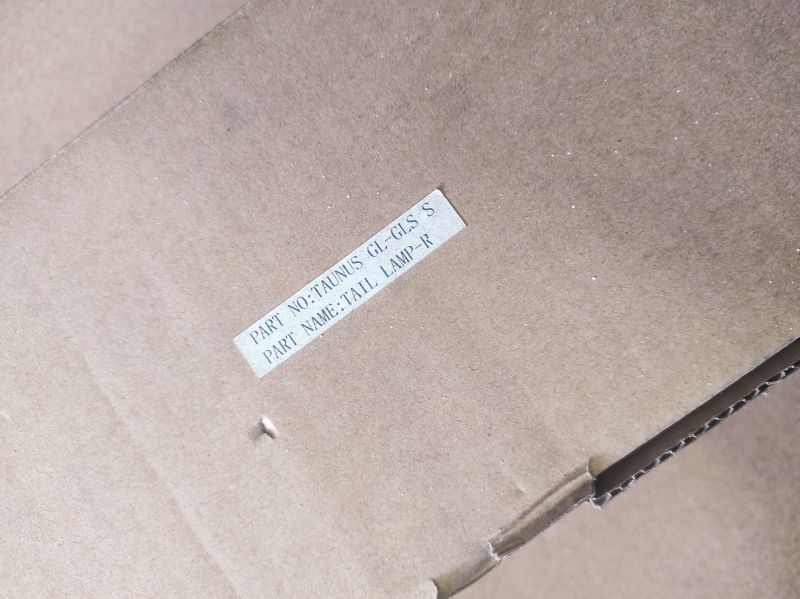 PART NO:TAUNUS GL-GLS S
PART NAME:TAIL LAMP-R